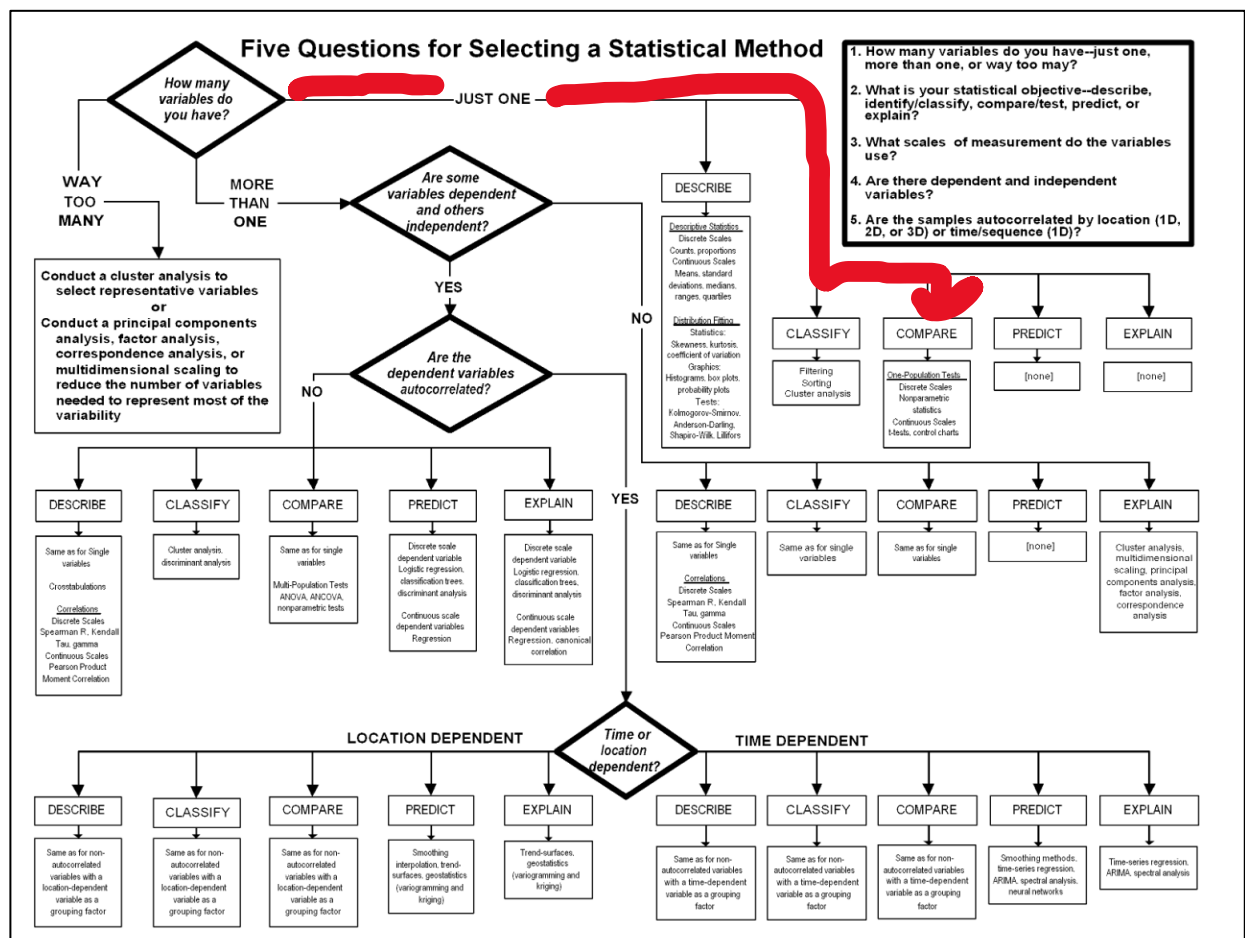 Five Questions for Selecting a Statistical Method
1. How many variables do you have--just one,
more than one, or way too may?
2. What is your statistical objective--describe,
identify/classify, compare/test, predict, or
explain?
3. What scales of measurement do the variables
use?
4. Are there dependent and independent
variables?
5. Are the samples autocorrelated by location (1D,
2D, or 3D) or time/sequence (1D)?
How many
variables do
you have?
JUST ONE
WAY
TOO
MANY
MORE
THAN
ONE
Are some
variables dependent
and others
independent?
Conduct a cluster analysis to
select representative variables
or
Conduct a principal components
analysis, factor analysis,
correspondence analysis, or
multidimensional scaling to
reduce the number of variables
needed to represent most of the
variability
YES
NO
DESCRIBE
Descriptive Statistics
Discrete Scales
Counts, proportions
Continuous Scales
Means, standard
deviations, medians,
ranges, quartiles
Distribution Fitting
Statistics:
Skewness, kurtosis,
coefficient of variation
Graphics:
Histograms, box plots,
probability plots
Tests:
Kolmogorov-Smirnov,
Anderson-Darling,
Shapiro-Wilk, Lillifors
CLASSIFY
Filtering
Sorting
Cluster analysis
COMPARE
One-Population Tests
Discrete Scales
Nonparametric
statistics
Continuous Scales
t-tests, control charts
PREDICT
[none]
EXPLAIN
[none]
Are the
dependent variables
autocorrelated?
NO
YES
DESCRIBE
Same as for Single
variables
Crosstabulations
Correlations
Discrete Scales
Spearman R, Kendall
Tau, gamma
Continuous Scales
Pearson Product
Moment Correlation
CLASSIFY
Cluster analysis,
discriminant analysis
COMPARE
Same as for single
variables
Multi-Population Tests
ANOVA, ANCOVA,
nonparametric tests
PREDICT
Discrete scale
dependent variable
Logistic regression,
classification trees,
discriminant analysis
Continuous scale
dependent variables
Regression
EXPLAIN
Discrete scale
dependent variable
Logistic regression,
classification trees,
discriminant analysis
Continuous scale
dependent variables
Regression, canonical
correlation
DESCRIBE
Same as for Single
variables
Correlations
Discrete Scales
Spearman R, Kendall
Tau, gamma
Continuous Scales
Pearson Product Moment
Correlation
CLASSIFY
Same as for single
variables
COMPARE
Same as for single
variables
PREDICT
[none]
EXPLAIN
Cluster analysis,
multidimensional
scaling, principal
components analysis,
factor analysis,
correspondence
analysis
Time or
location
dependent?
LOCATION DEPENDENT
TIME DEPENDENT
DESCRIBE
Same as for non-
autocorrelated
variables with a
location-dependent
variable as a
grouping factor
CLASSIFY
Same as for non-
autocorrelated
variables with a
location-dependent
variable as a
grouping factor
COMPARE
Same as for non-
autocorrelated
variables with a
location-dependent
variable as a
grouping factor
PREDICT
Smoothing
interpolation, trend-
surfaces, geostatistics
(variogramming and
kriging)
EXPLAIN
Trend-surfaces,
geostatistics
(variogramming and
kriging)
DESCRIBE
Same as for non-
autocorrelated variables
with a time-dependent
variable as a grouping
factor
CLASSIFY
Same as for non-
autocorrelated variables
with a time-dependent
variable as a grouping
factor
COMPARE
Same as for non-
autocorrelated variables
with a time-dependent
variable as a grouping
factor
PREDICT
Smoothing methods,
time-series regression,
ARIMA, spectral analysis,
neural networks
EXPLAIN
Time-series regression,
ARIMA, spectral analysis